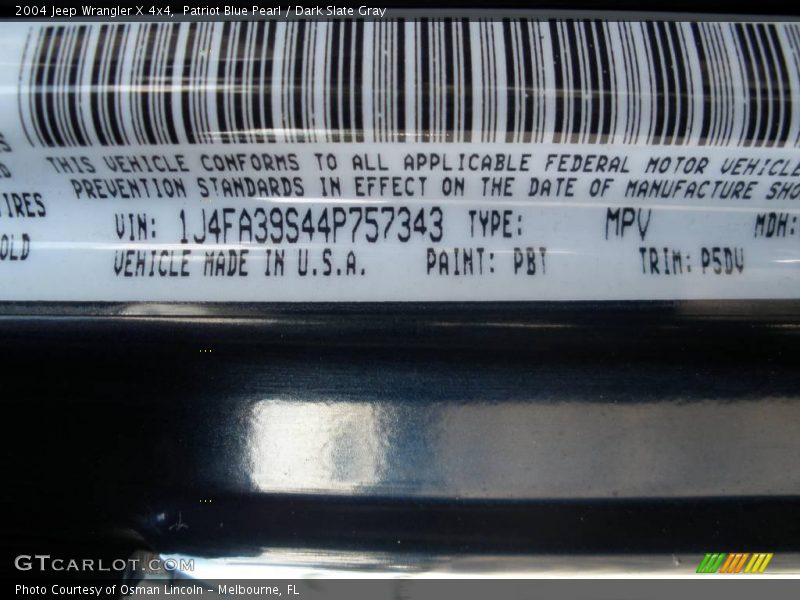 2004 Jeep Wrangler X 4x4,  Patriot Blue Pearl / Dark Slate Gray
THIS VEHICLE CONFORMS TO ALL APPLICABLE FEDERAL MOTOR VEHICLE
PREVENTION STANDARDS IN EFFECT ON THE DATE OF MANUFACTURE SHO
IRES
VIN: 1J4FA39S44P757343 TYPE: MPV MDH:
OLD
VEHICLE MADE IN U.S.A. PAINT: PBT TRIM: P5DV
GTCARLOT.COM
Photo Courtesy of Osman Lincoln - Melbourne, FL